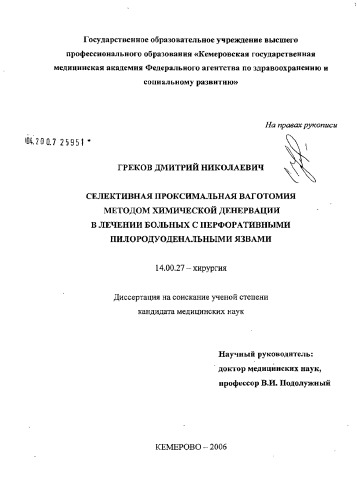 Государственное образовательное учреждение высшего
профессионального образования «Кемеровская государственная
медицинская академия Федерального агентства по здравоохранению и
социальному развитию»
На правах рукописи
04.200.7 25951 *
ГРЕКОВ ДМИТРИЙ НИКОЛАЕВИЧ
СЕЛЕКТИВНАЯ ПРОКСИМАЛЬНАЯ ВАГОТОМИЯ
МЕТОДОМ ХИМИЧЕСКОЙ ДЕНЕРВАЦИИ
В ЛЕЧЕНИИ БОЛЬНЫХ С ПЕРФОРАТИВНЫМИ
ПИЛОРОДУОДЕНАЛЬНЫМИ ЯЗВАМИ
14.00.27 – хирургия
Диссертация на соискание ученой степени
кандидата медицинских наук
Научный руководитель:
доктор медицинских наук,
профессор В.И. Подолужный
КЕМЕРОВО – 2006